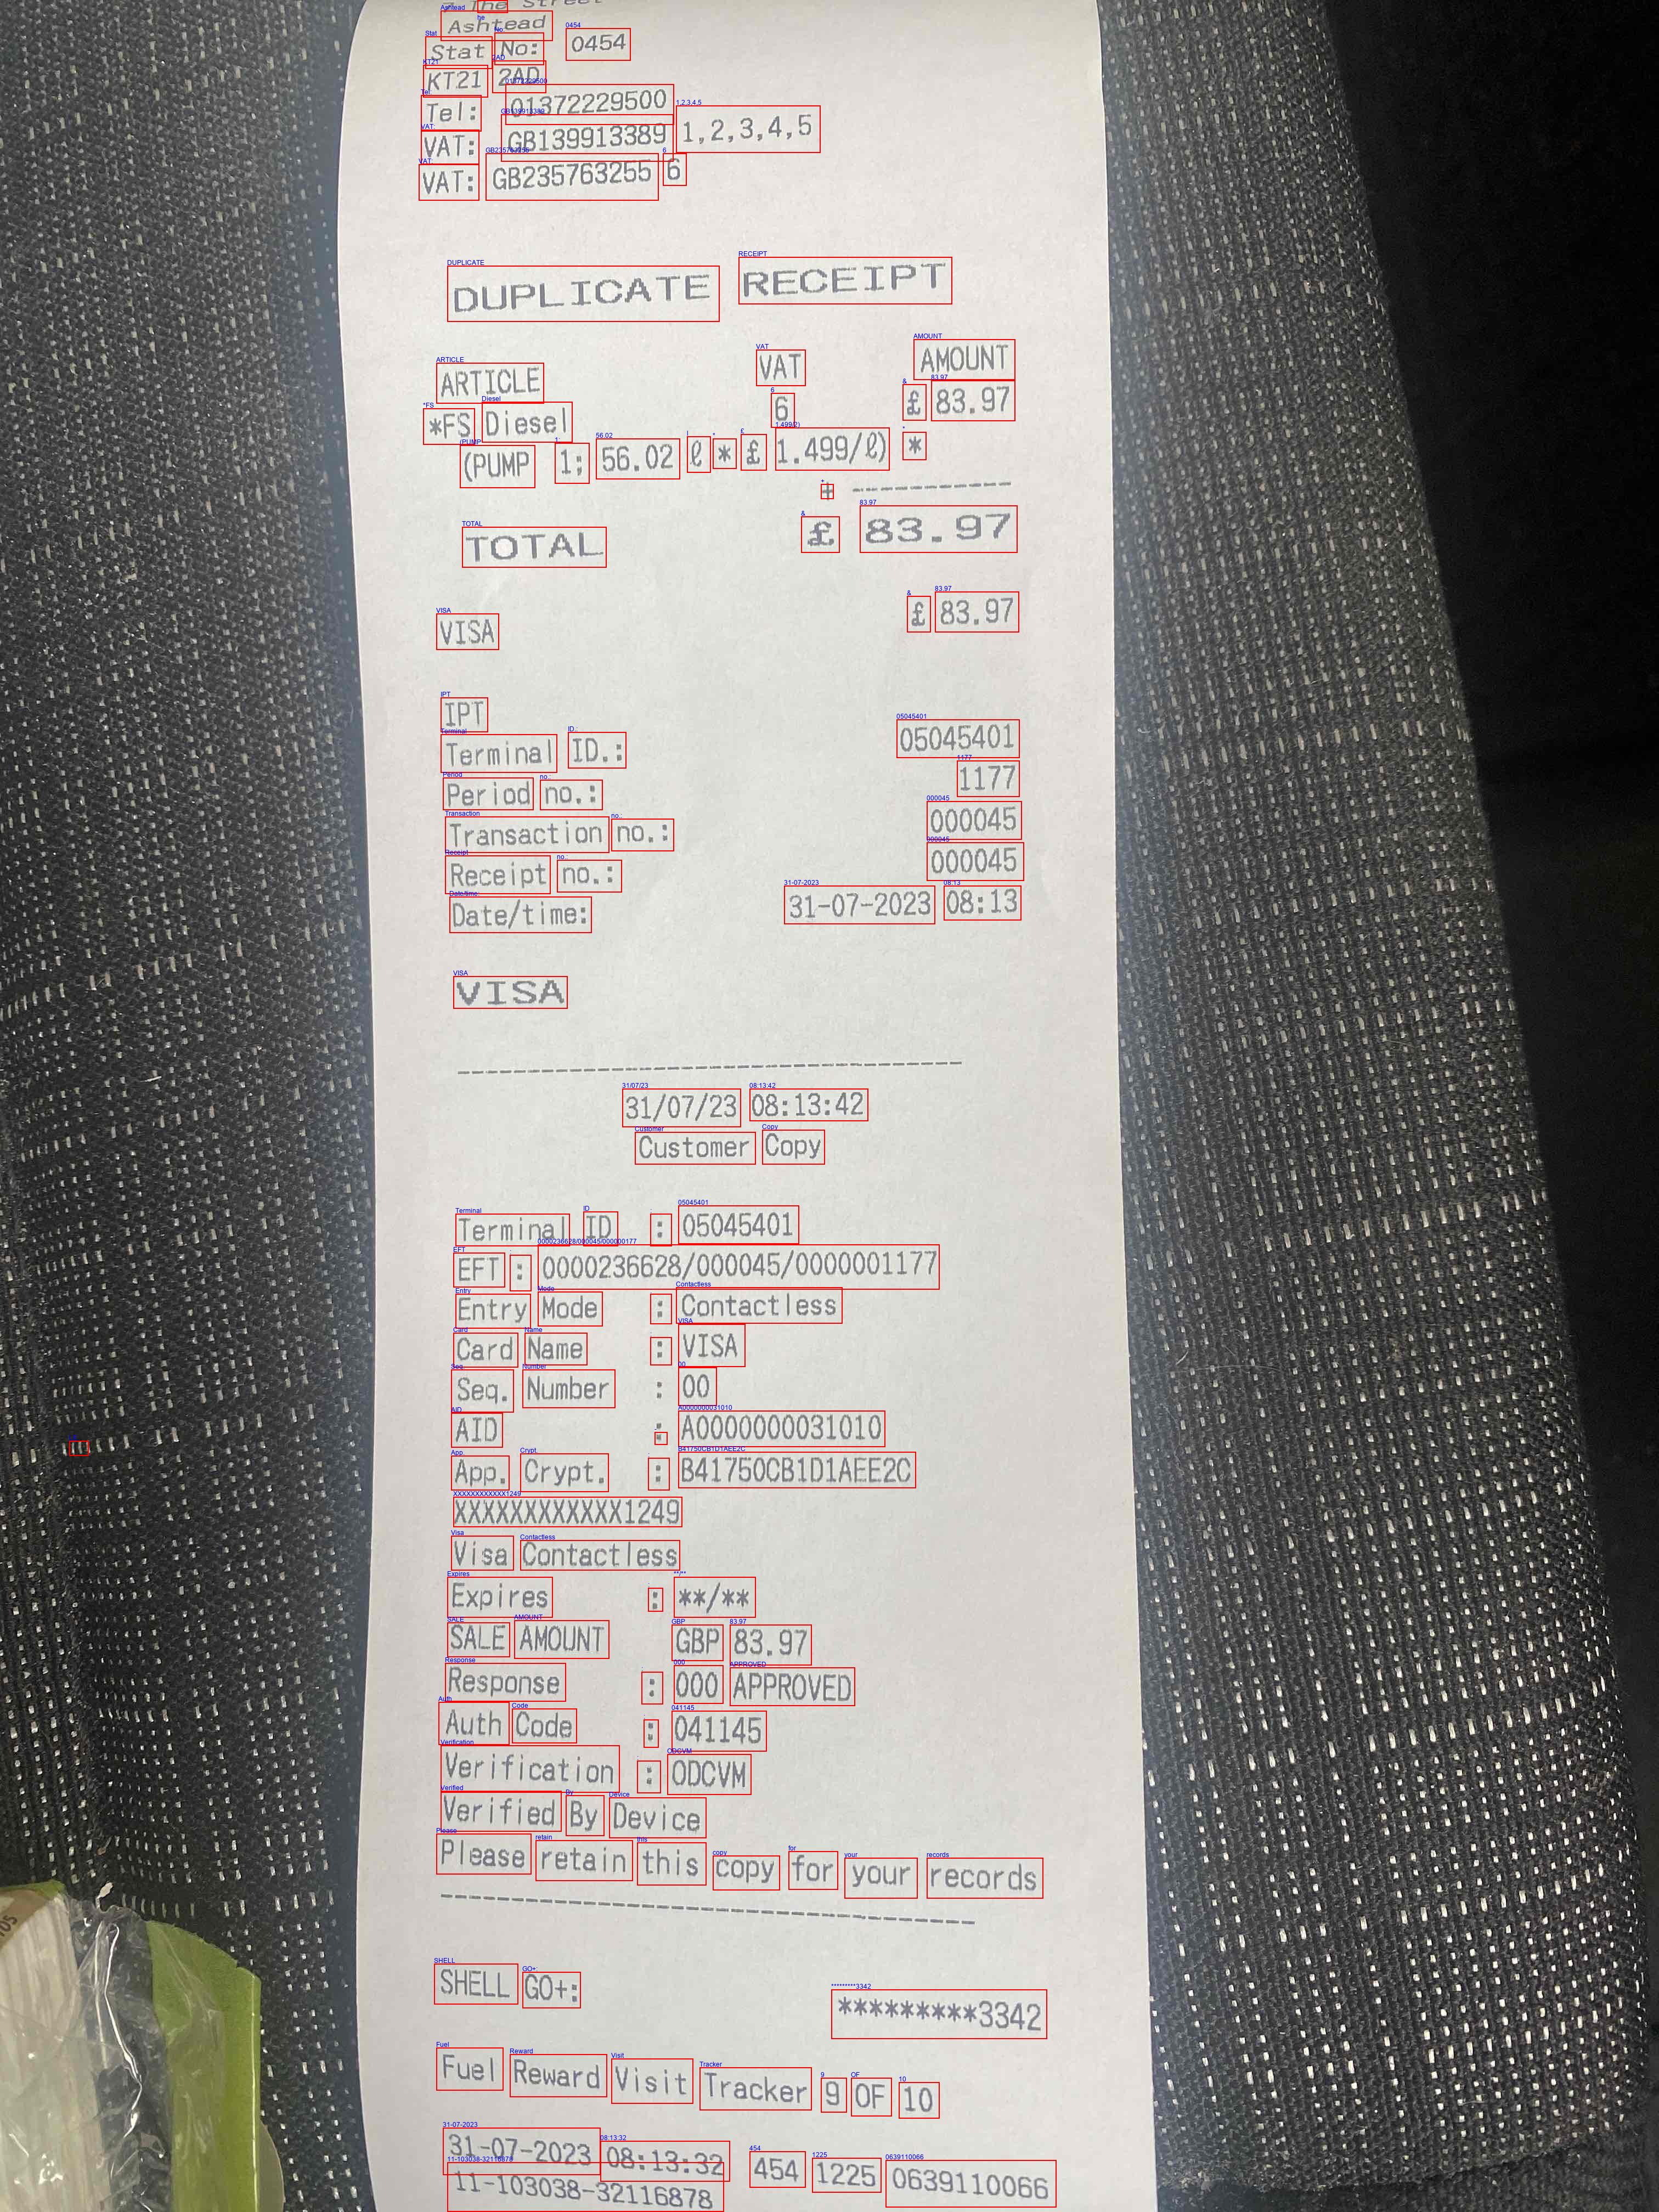 The Street
Ashtead
Stat No: 0454
KT21 2AD
Tel: 01372229500
VAT: GB139913389 1,2,3,4,5
VAT: GB235763255 6
DUPLICATE RECEIPT
ARTICLE VAT AMOUNT
*FS Diesel 6 £ 83.97
(PUMP 1; 56.02 ℓ * £ 1.499/ℓ) *
+ -----------
TOTAL £ 83.97
VISA £ 83.97
IPT
Terminal ID.: 05045401
Period no.: 1177
Transaction no.: 000045
Receipt no.: 000045
Date/time: 31-07-2023 08:13
VISA
31/07/23 08:13:42
Customer Copy
Terminal ID : 05045401
EFT : 0000236628/000045/0000001177
Entry Mode : Contactless
Card Name : VISA
Seq. Number : 00
AID : A0000000031010
App. Crypt. : B41750CB1D1AEE2C
XXXXXXXXXXXX1249
Visa Contactless
Expires : **/**
SALE AMOUNT GBP 83.97
Response : 000 APPROVED
Auth Code : 041145
Verification : ODCVM
Verified By Device
Please retain this copy for your records
SHELL GO+: *********3342
Fuel Reward Visit Tracker 9 OF 10
31-07-2023 08:13:32 454 1225 0639110066
11-103038-32116878